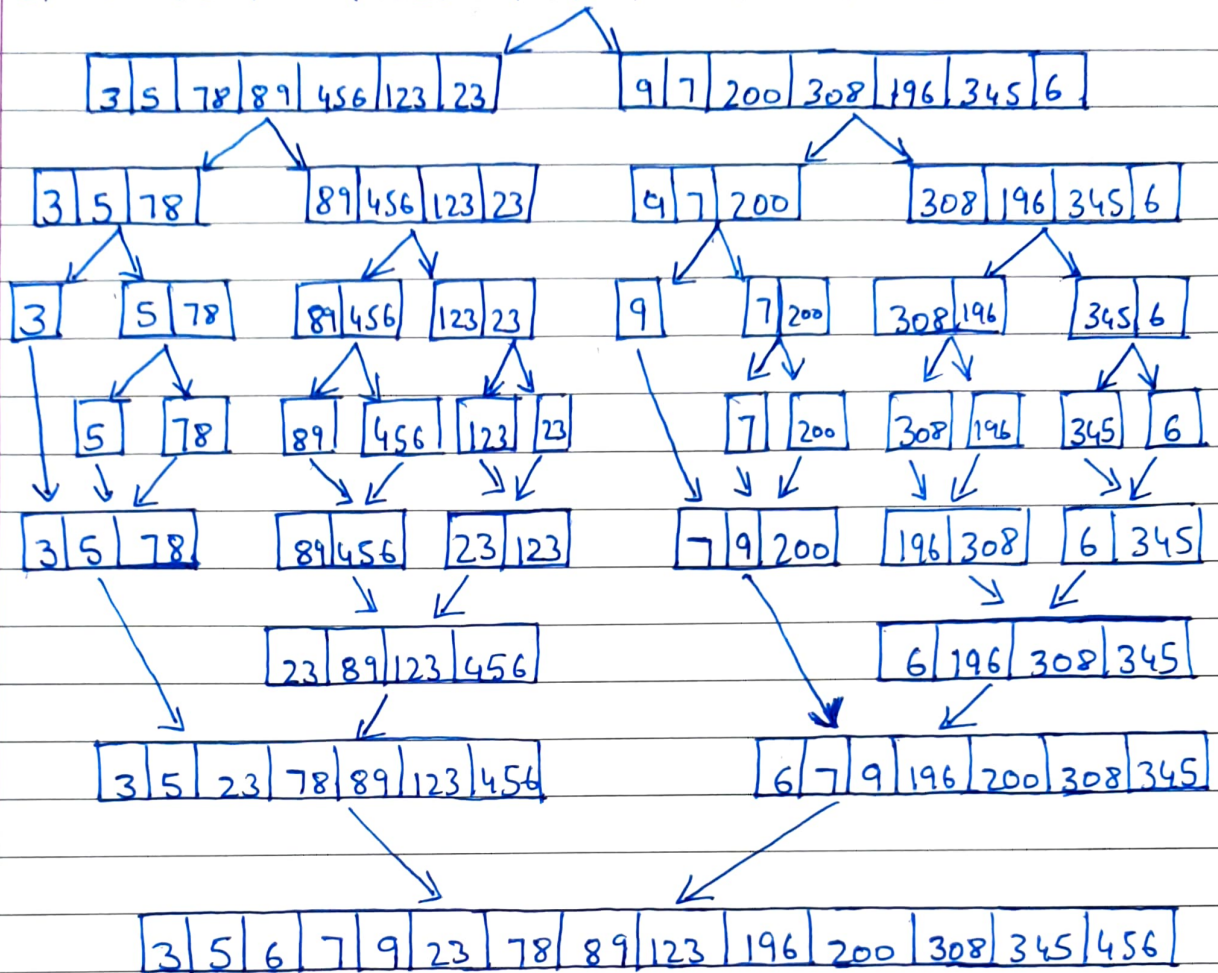 3 5 78 89 456 123 23 9 7 200 308 196 345 6
3 5 78 89 456 123 23 9 7 200 308 196 345 6
3 5 78 89 456 123 23 9 7 200 308 196 345 6
5 78 89 456 123 23 7 200 308 196 345 6
3 5 78 89 456 23 123 7 9 200 196 308 6 345
23 89 123 456 6 196 308 345
3 5 23 78 89 123 456 6 7 9 196 200 308 345
3 5 6 7 9 23 78 89 123 196 200 308 345 456